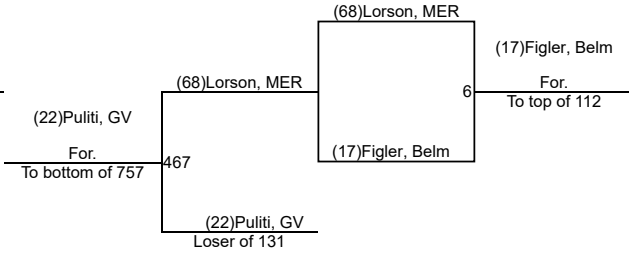 (68)Lorson, MER
(17)Figler, Belm
(68)Lorson, MER
For.
6
To top of 112
(22)Puliti, GV
For.
(17)Figler, Belm
467
To bottom of 757
(22)Puliti, GV
Loser of 131